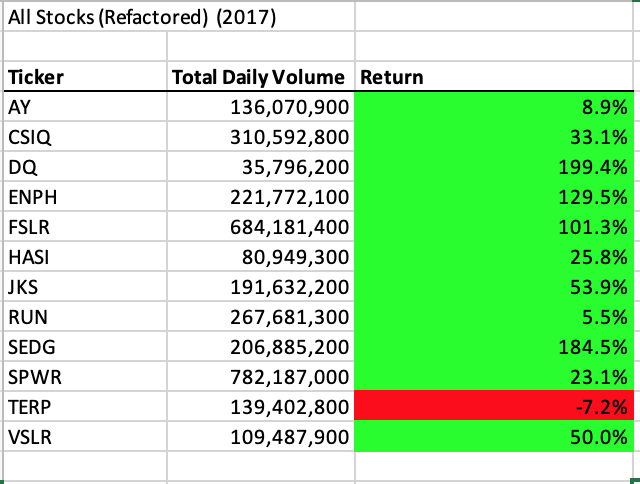 All Stocks (Refactored) (2017)
Ticker Total Daily Volume Return
AY 136,070,900 8.9%
CSIQ 310,592,800 33.1%
DQ 35,796,200 199.4%
ENPH 221,772,100 129.5%
FSLR 684,181,400 101.3%
HASI 80,949,300 25.8%
JKS 191,632,200 53.9%
RUN 267,681,300 5.5%
SEDG 206,885,200 184.5%
SPWR 782,187,000 23.1%
TERP 139,402,800 -7.2%
VSLR 109,487,900 50.0%